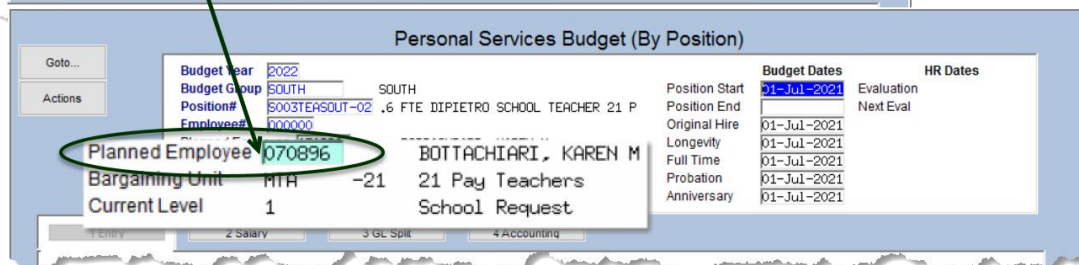 Personal Services Budget (By Position)
Goto...
Actions
Budget Year 2022
Budget Group SOUTH SOUTH
Position# S003TEASOUT-02 .6 FTE DIPIETRO SCHOOL TEACHER 21 P
Employee# 000000
Planned Employee 070896 BOTTACHIARI, KAREN M
Bargaining Unit MTA -21 21 Pay Teachers
Current Level 1 School Request
Budget Dates HR Dates
Position Start 01-Jul-2021 Evaluation
Position End Next Eval
Original Hire 01-Jul-2021
Longevity 01-Jul-2021
Full Time 01-Jul-2021
Probation 01-Jul-2021
Anniversary 01-Jul-2021
1 Entry 2 Salary 3 GL Split 4 Accounting